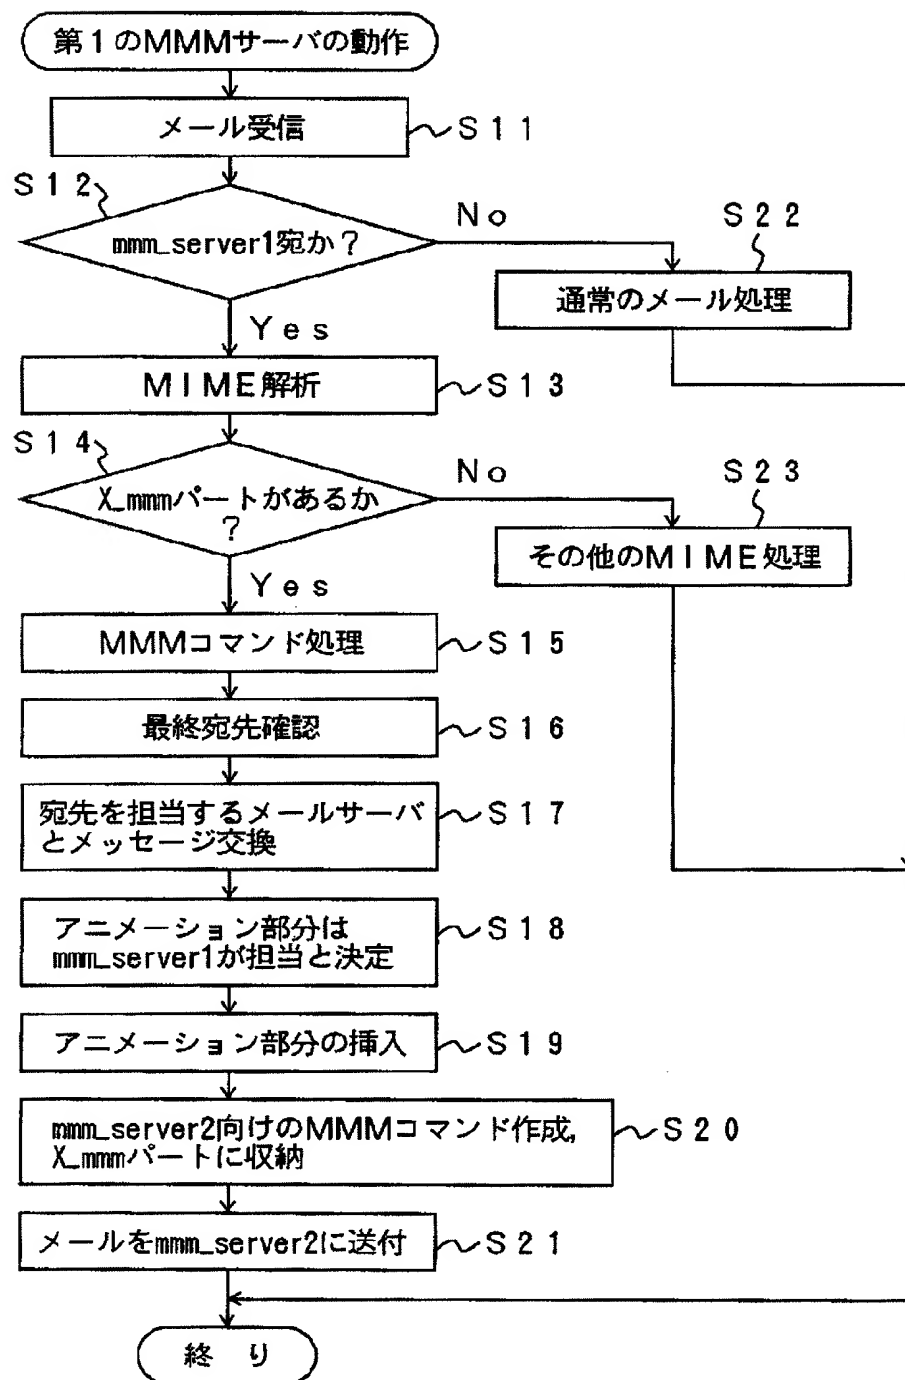 第1のMMMサーバの動作
メール受信
S11
S12
mmm_server1宛か？
No
S22
通常のメール処理
Yes
MIME解析
S13
S14
X_mmmパートがあるか
？
No
S23
その他のMIME処理
Yes
MMMコマンド処理
S15
最終宛先確認
S16
宛先を担当するメールサーバ
とメッセージ交換
S17
アニメーション部分は
mmm_server1が担当と決定
S18
アニメーション部分の挿入
S19
mmm_server2向けのMMMコマンド作成,
X_mmmパートに収納
S20
メールをmmm_server2に送付
S21
終り